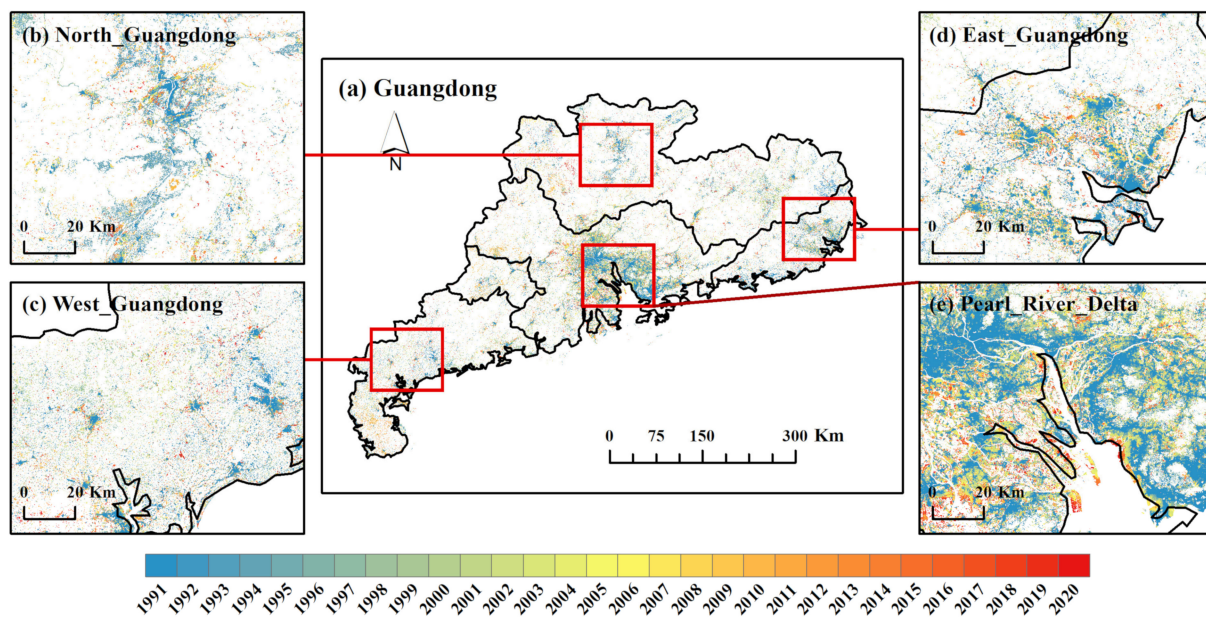 (b) North_Guangdong
0 20 Km
(c) West_Guangdong
0 20 Km
(a) Guangdong
N
0 75 150 300 Km
(d) East_Guangdong
0 20 Km
(e) Pearl_River_Delta
0 20 Km
1991 1992 1993 1994 1995 1996 1997 1998 1999 2000 2001 2002 2003 2004 2005 2006 2007 2008 2009 2010 2011 2012 2013 2014 2015 2016 2017 2018 2019 2020